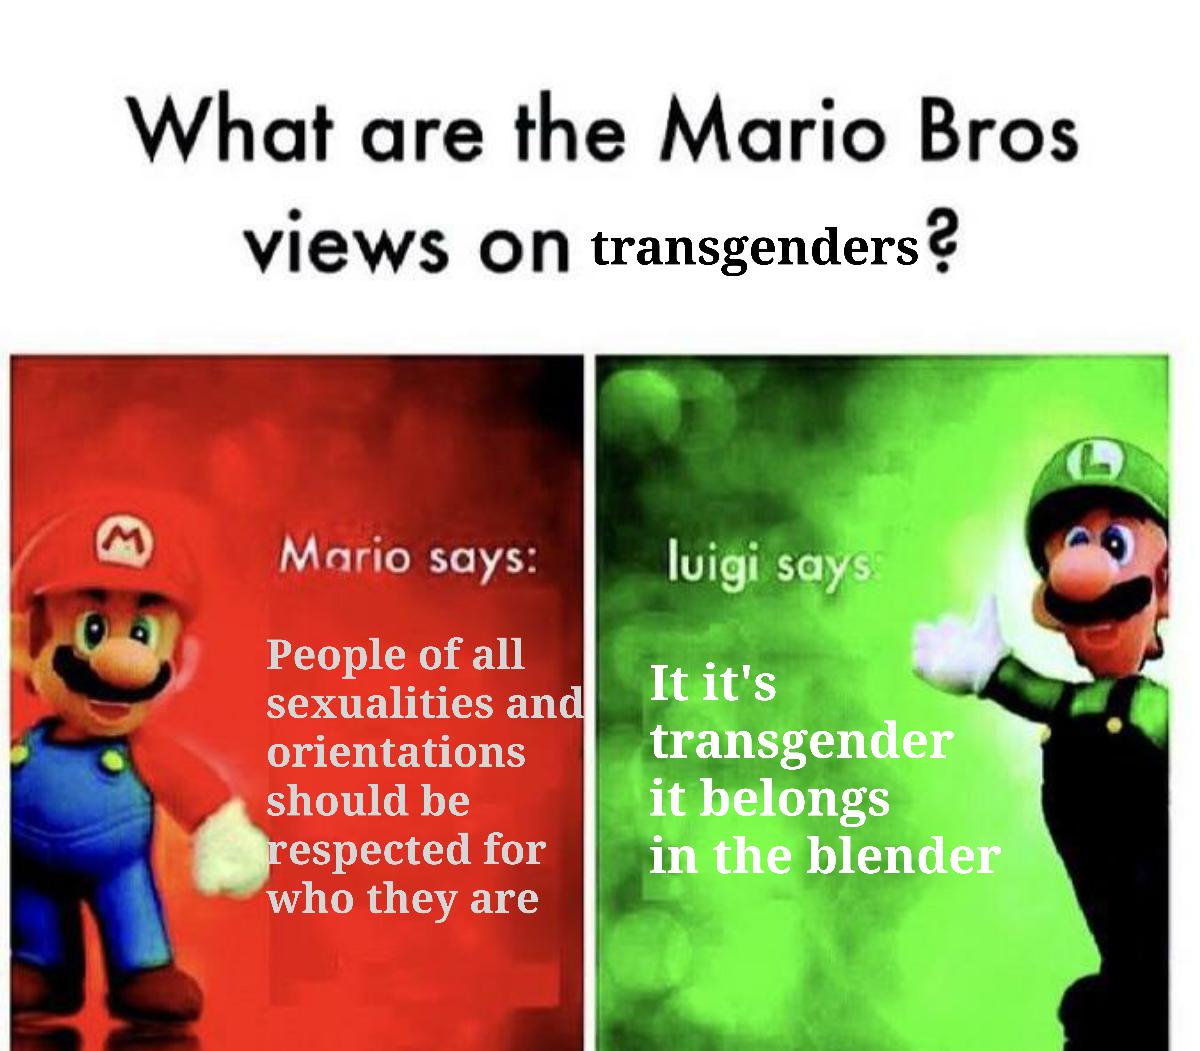 What are the Mario Bros
views on transgenders?
M
L
Mario says:
People of all
sexualities and
orientations
should be
respected for
who they are
luigi says:
It it's
transgender
it belongs
in the blender